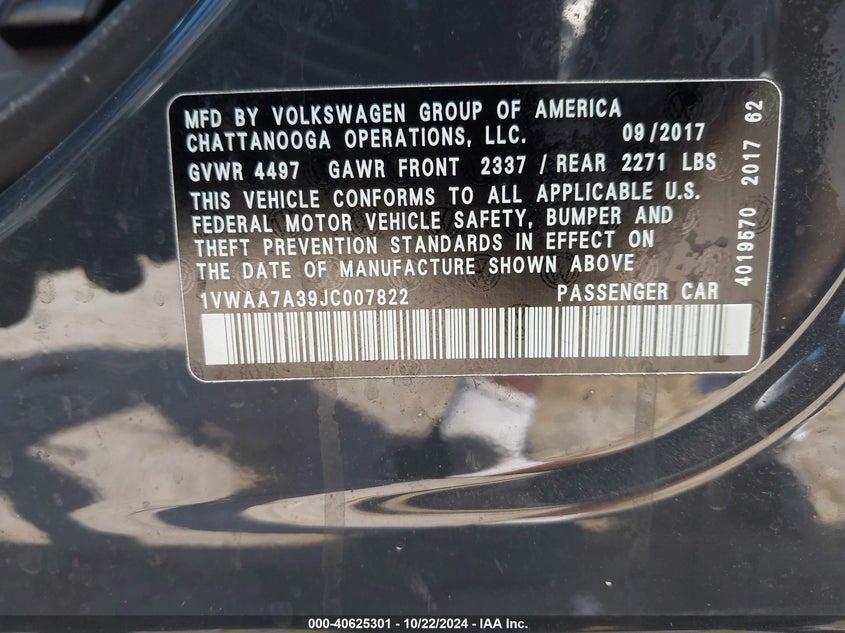 MFD BY VOLKSWAGEN GROUP OF AMERICA
CHATTANOOGA OPERATIONS, LLC. 09/2017
GVWR 4497 GAWR FRONT 2337 / REAR 2271 LBS
THIS VEHICLE CONFORMS TO ALL APPLICABLE U.S.
FEDERAL MOTOR VEHICLE SAFETY, BUMPER AND
THEFT PREVENTION STANDARDS IN EFFECT ON
THE DATE OF MANUFACTURE SHOWN ABOVE
1VWAA7A39JC007822 PASSENGER CAR
4019570 2017 62
000-40625301 - 10/22/2024 - IAA Inc.